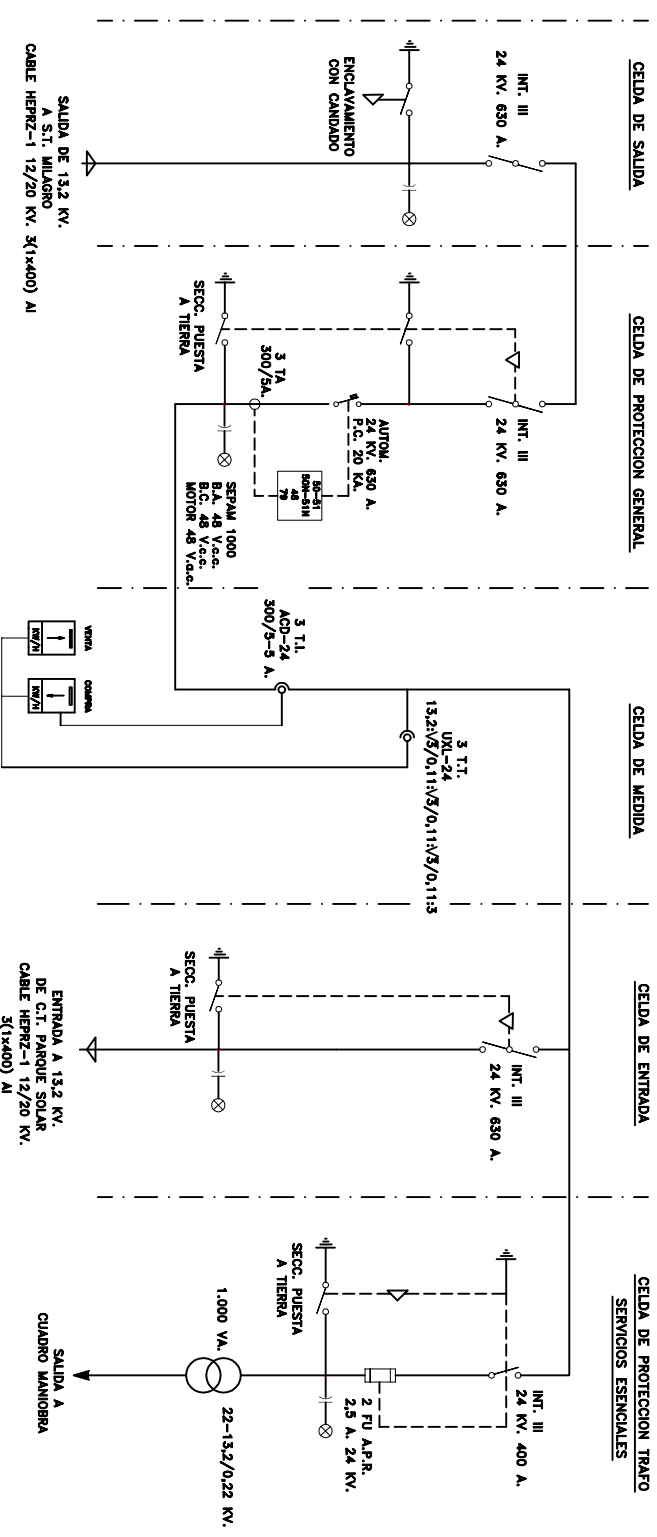 CELDA DE SALIDA
INT. III
24 KV. 630 A.
ENCLAVAMIENTO
CON CANDADO
SALIDA DE 13,2 KV.
A S.T. MILAGRO
CABLE HEPRZ-1 12/20 KV. 3(1x400) Al
CELDA DE PROTECCION GENERAL
INT. III
24 KV. 630 A.
AUTOM.
24 KV. 630 A.
P.C. 20 KA.
50-51
50N-51N
46
79
3 TA
300/5A.
SECC. PUESTA
A TIERRA
SEPAM 1000
B.A. 48 V.c.c.
B.C. 48 V.c.c.
MOTOR 48 V.a.c.
CELDA DE MEDIDA
3 T.T.
UXL-24
13,2:√3/0,11:√3/0,11:√3/0,11:3
3 T.I.
ACD-24
300/5-5 A.
VENTA
KW/H
COMPRA
KW/H
CELDA DE ENTRADA
INT. III
24 KV. 630 A.
SECC. PUESTA
A TIERRA
ENTRADA A 13,2 KV.
DE C.T. PARQUE SOLAR
CABLE HEPRZ-1 12/20 KV.
3(1x400) Al
CELDA DE PROTECCION TRAFO
SERVICIOS ESENCIALES
INT. III
24 KV. 400 A.
2 FU A.P.R.
2,5 A. 24 KV.
SECC. PUESTA
A TIERRA
1.000 VA.
22-13,2/0,22 KV.
SALIDA A
CUADRO MANIOBRA